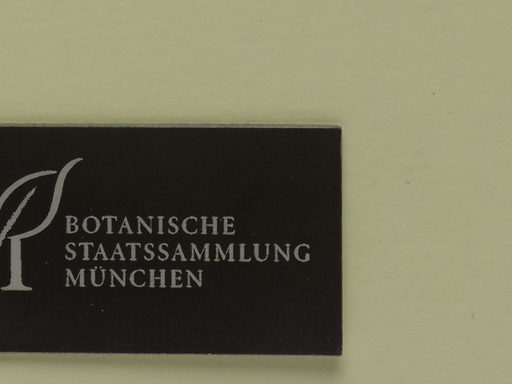 BOTANISCHE
STAATSSAMMLUNG
MÜNCHEN